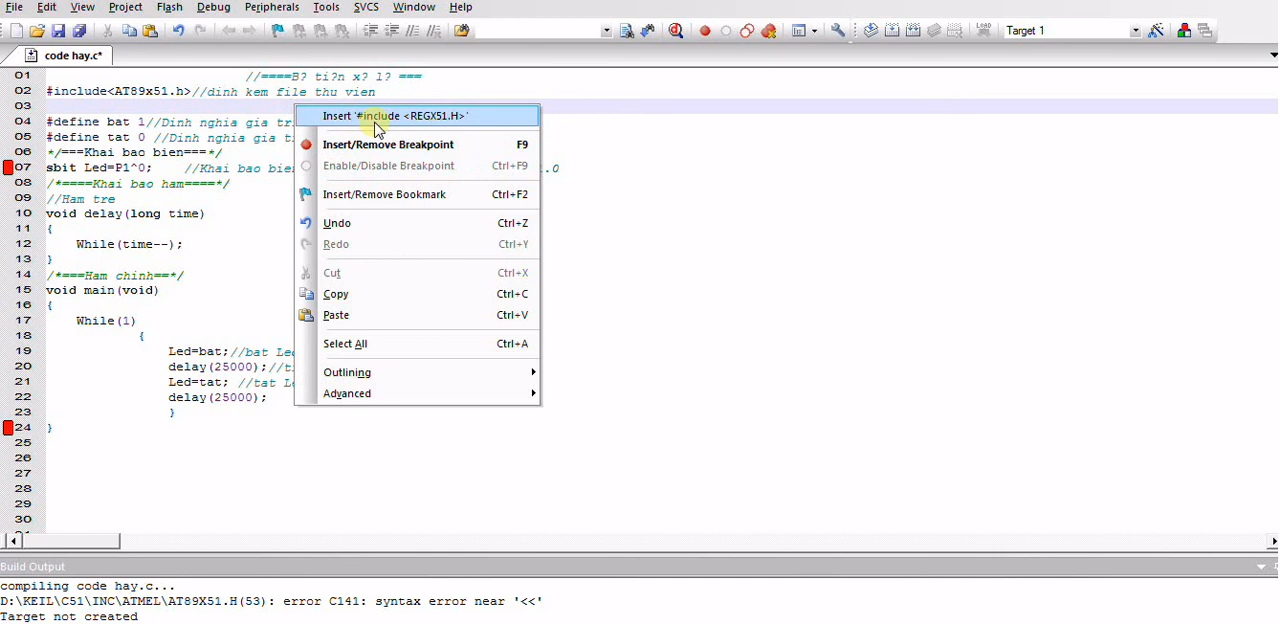 File Edit View Project Flash Debug Peripherals Tools SVCS Window Help
Target 1
code hay.c*
01 //====B? ti?n x? l? ===
02 #include<AT89x51.h>//dinh kem file thu vien
03
04 #define bat 1//Dinh nghia gia tr
05 #define tat 0 //Dinh nghia gia t
06 */===Khai bao bien===*/
07 sbit Led=P1^0; //Khai bao bien 1.0
08 /*====Khai bao ham====*/
09 //Ham tre
10 void delay(long time)
11 {
12 While(time--);
13 }
14 /*===Ham chinh==*/
15 void main(void)
16 {
17 While(1)
18 {
19 Led=bat;//bat Led
20 delay(25000);//t
21 Led=tat; //tat L
22 delay(25000);
23 }
24 }
25
26
27
28
29
30
Insert '#include <REGX51.H>'
Insert/Remove Breakpoint F9
Enable/Disable Breakpoint Ctrl+F9
Insert/Remove Bookmark Ctrl+F2
Undo Ctrl+Z
Redo Ctrl+Y
Cut Ctrl+X
Copy Ctrl+C
Paste Ctrl+V
Select All Ctrl+A
Outlining
Advanced
Build Output
compiling code hay.c...
D:\KEIL\C51\INC\ATMEL\AT89X51.H(53): error C141: syntax error near '<<'
Target not created